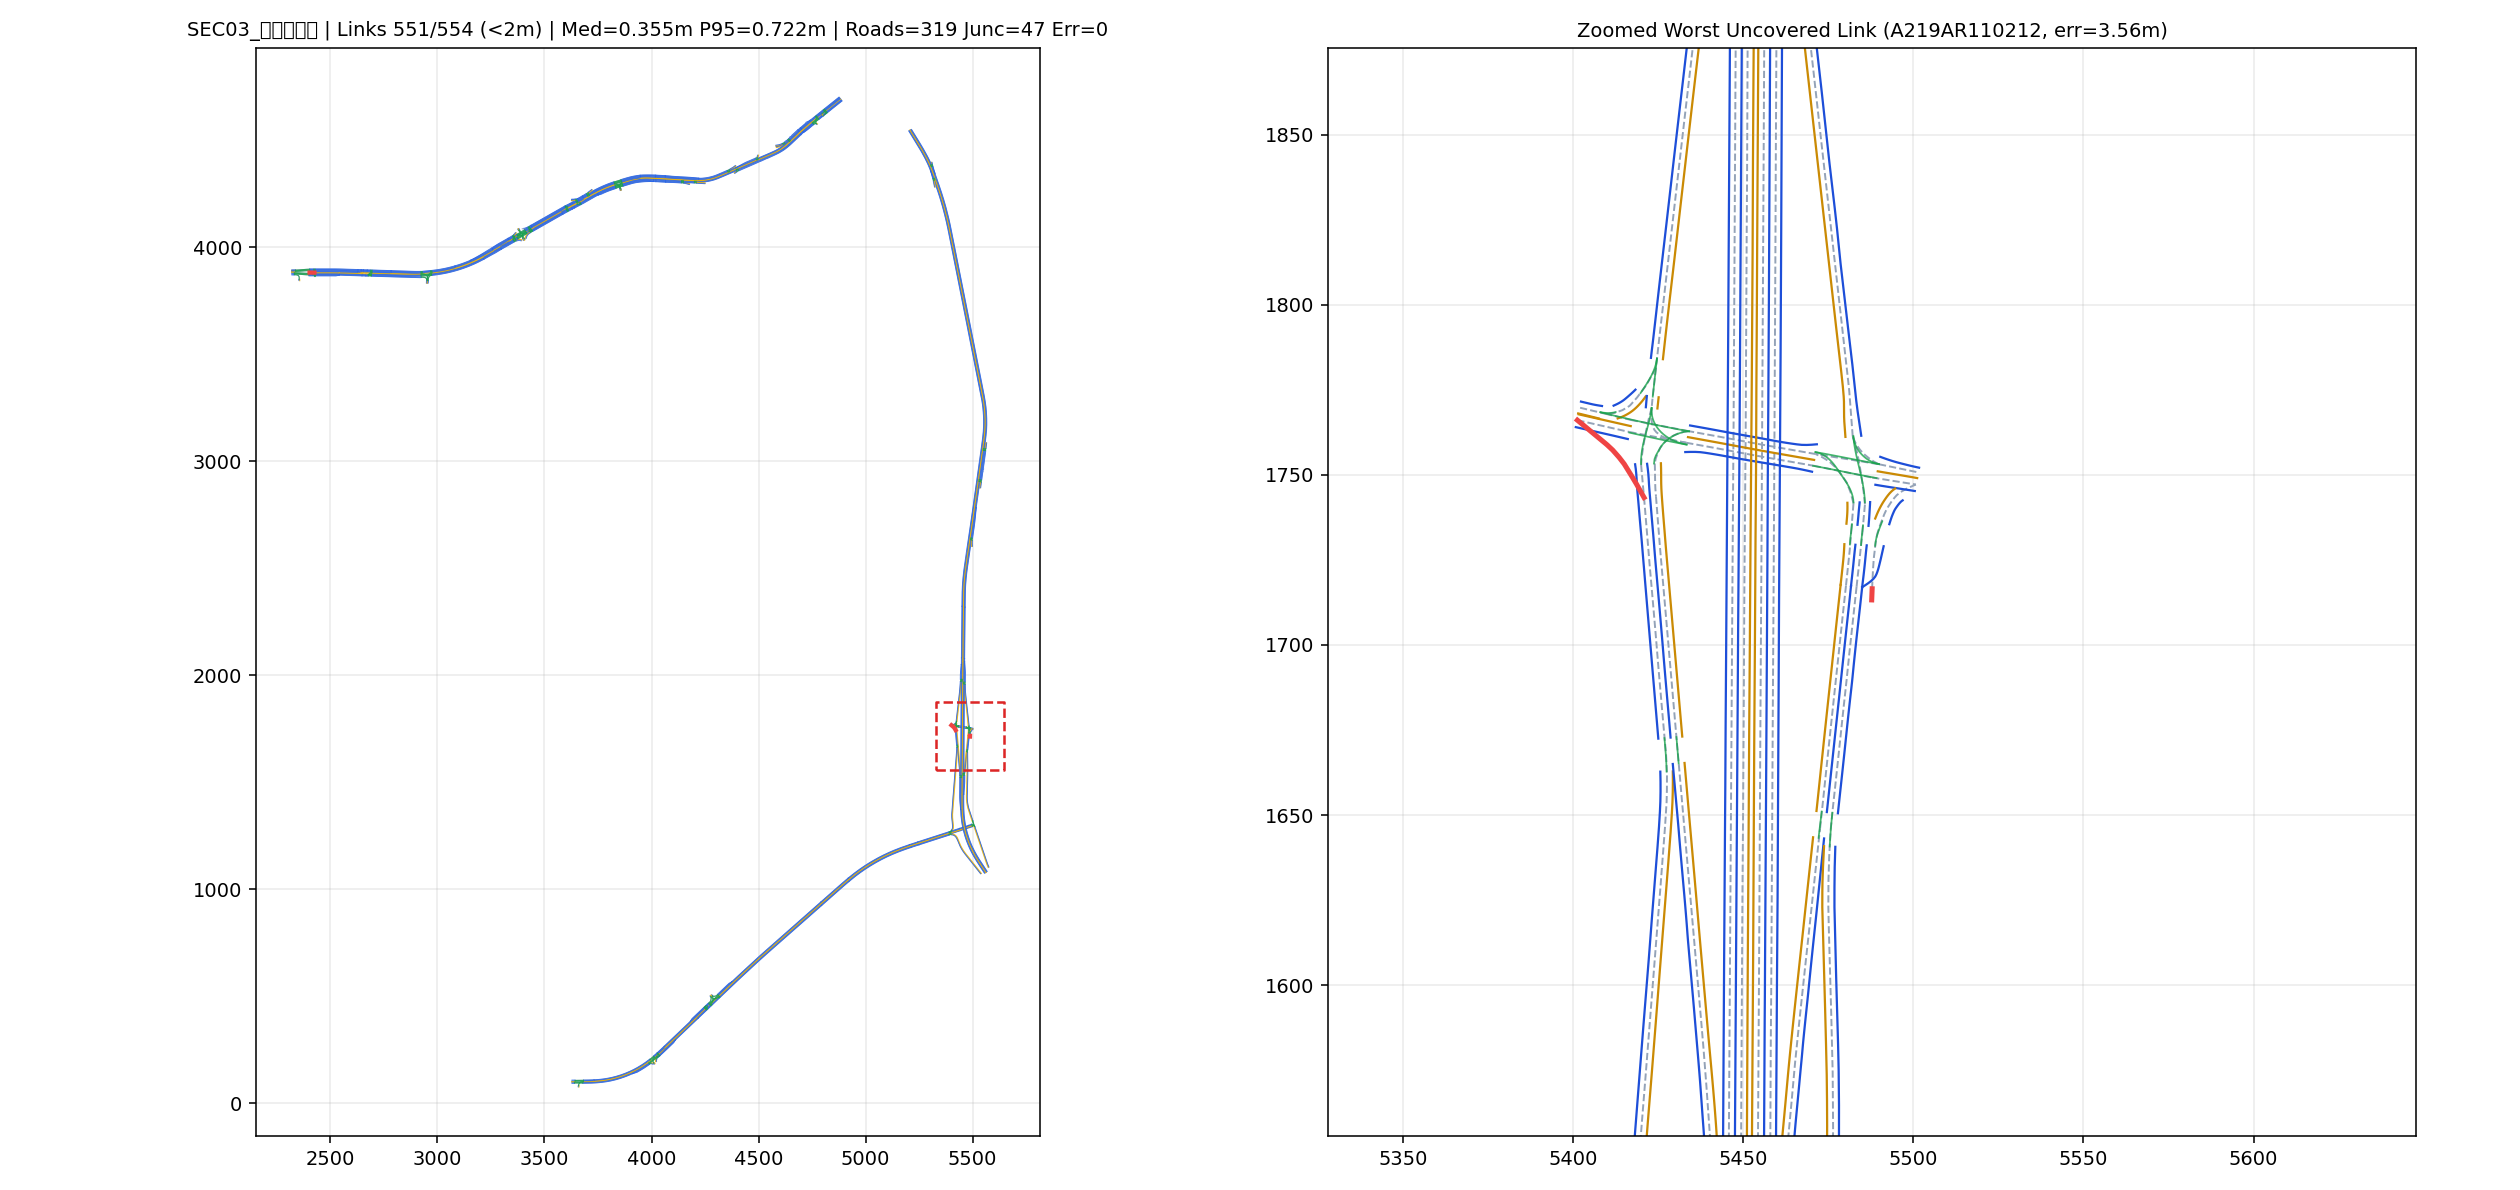 SEC03_□□□□□ | Links 551/554 (<2m) | Med=0.355m P95=0.722m | Roads=319 Junc=47 Err=0
Zoomed Worst Uncovered Link (A219AR110212, err=3.56m)
4000
3000
2000
1000
0
2500 3000 3500 4000 4500 5000 5500
1850
1800
1750
1700
1650
1600
5350 5400 5450 5500 5550 5600